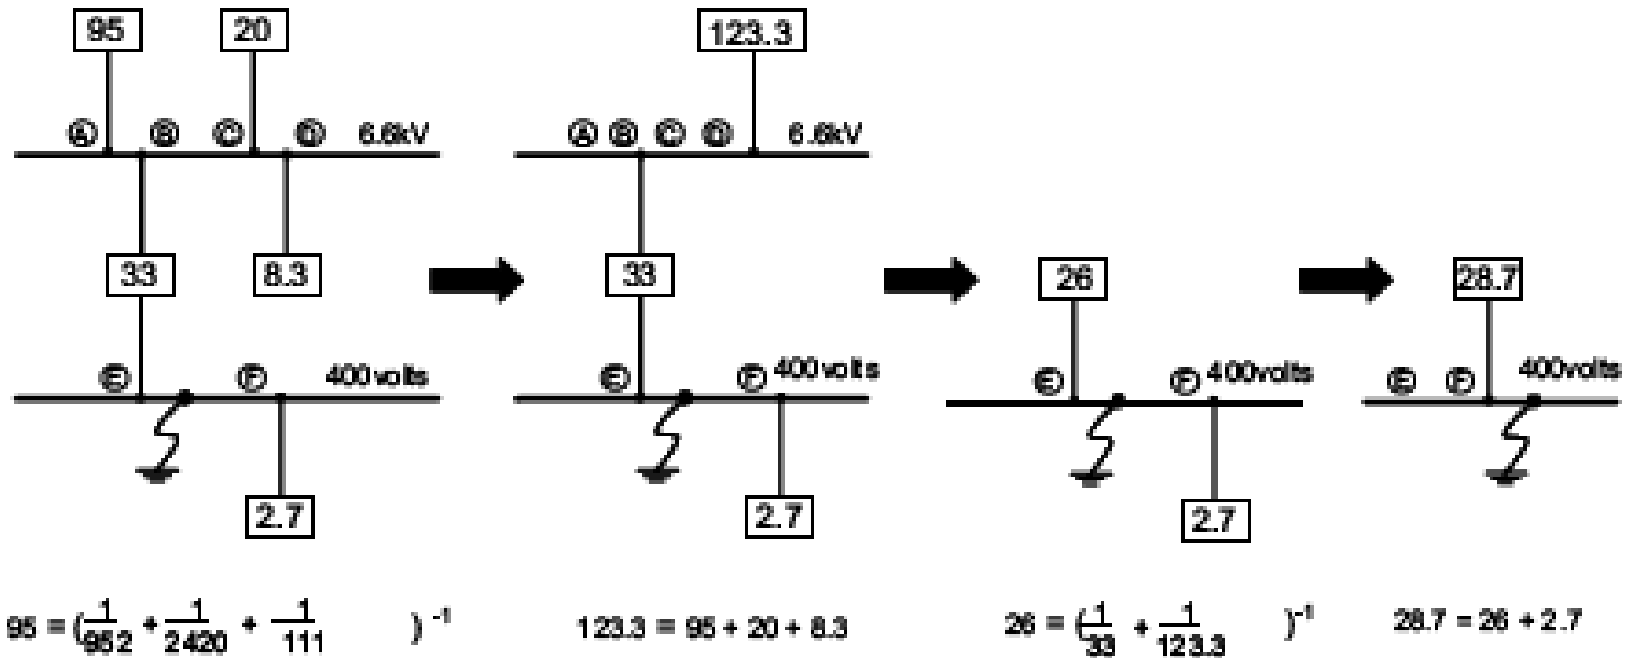 95 20 123.3
Ⓐ Ⓑ Ⓒ Ⓓ 6.6kV Ⓐ Ⓑ Ⓒ Ⓓ 6.6kV
33 8.3 33 26 28.7
Ⓔ Ⓕ 400volts Ⓔ Ⓕ 400volts Ⓔ Ⓕ 400volts Ⓔ Ⓕ 400volts
2.7 2.7 2.7
95 = (1/952 + 1/2420 + 1/111)-1 123.3 = 95 + 20 + 8.3 26 = (1/33 + 1/123.3)-1 28.7 = 26 + 2.7